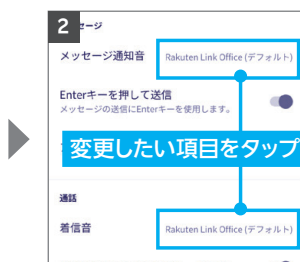 2
セージ
メッセージ通知音 Rakuten Link Office (デフォルト)
Enterキーを押して送信
メッセージの送信にEnterキーを使用します。
変更したい項目をタップ
通話
着信音 Rakuten Link Office (デフォルト)